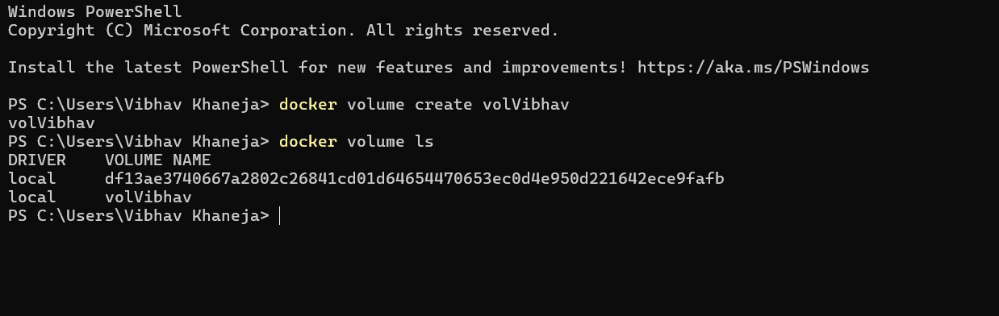 Windows PowerShell
Copyright (C) Microsoft Corporation. All rights reserved.
Install the latest PowerShell for new features and improvements! https://aka.ms/PSWindows
PS C:\Users\Vibhav Khaneja> docker volume create volVibhav
volVibhav
PS C:\Users\Vibhav Khaneja> docker volume ls
DRIVER    VOLUME NAME
local     df13ae3740667a2802c26841cd01d64654470653ec0d4e950d221642ece9fafb
local     volVibhav
PS C:\Users\Vibhav Khaneja>